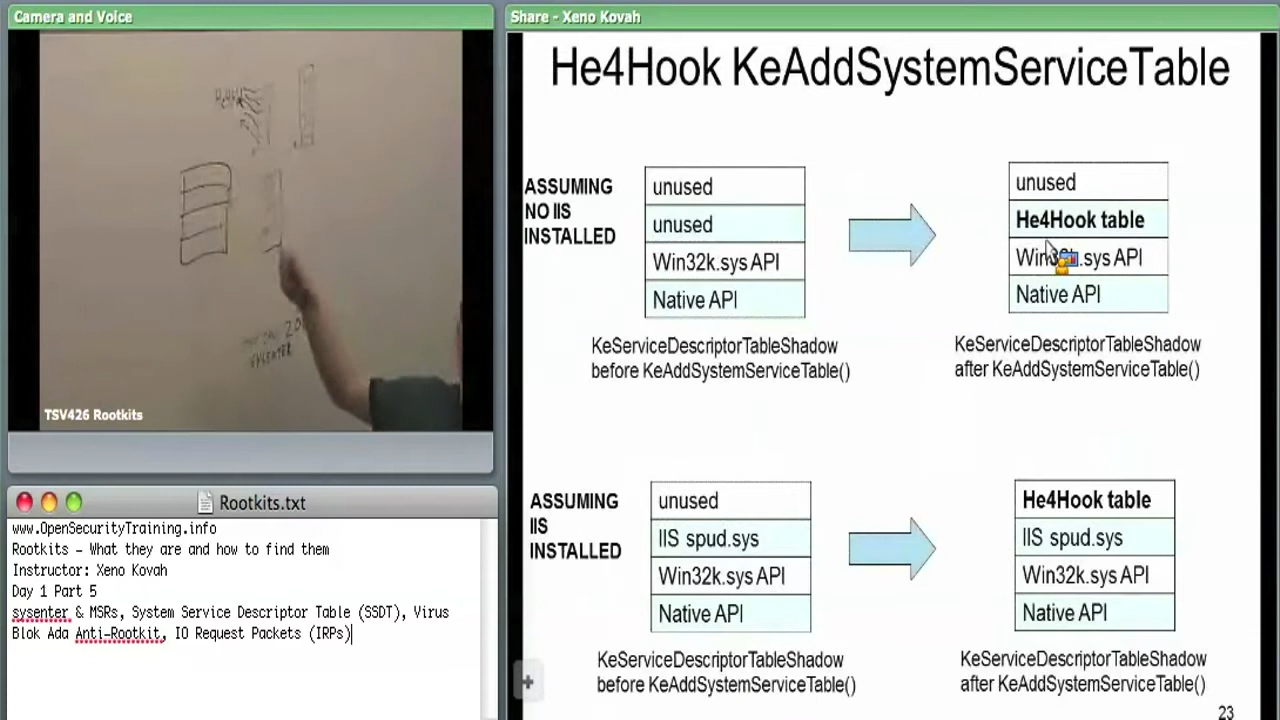 Camera and Voice
TSV426 Rootkits
Rootkits.txt
www.OpenSecurityTraining.info
Rootkits - What they are and how to find them
Instructor: Xeno Kovah
Day 1 Part 5
sysenter & MSRs, System Service Descriptor Table (SSDT), Virus
Blok Ada Anti-Rootkit, IO Request Packets (IRPs)
Share - Xeno Kovah
He4Hook KeAddSystemServiceTable
ASSUMING
NO IIS
INSTALLED
unused
unused
Win32k.sys API
Native API
KeServiceDescriptorTableShadow
before KeAddSystemServiceTable()
unused
He4Hook table
Win32k.sys API
Native API
KeServiceDescriptorTableShadow
after KeAddSystemServiceTable()
ASSUMING
IIS
INSTALLED
unused
IIS spud.sys
Win32k.sys API
Native API
KeServiceDescriptorTableShadow
before KeAddSystemServiceTable()
He4Hook table
IIS spud.sys
Win32k.sys API
Native API
KeServiceDescriptorTableShadow
after KeAddSystemServiceTable()
23